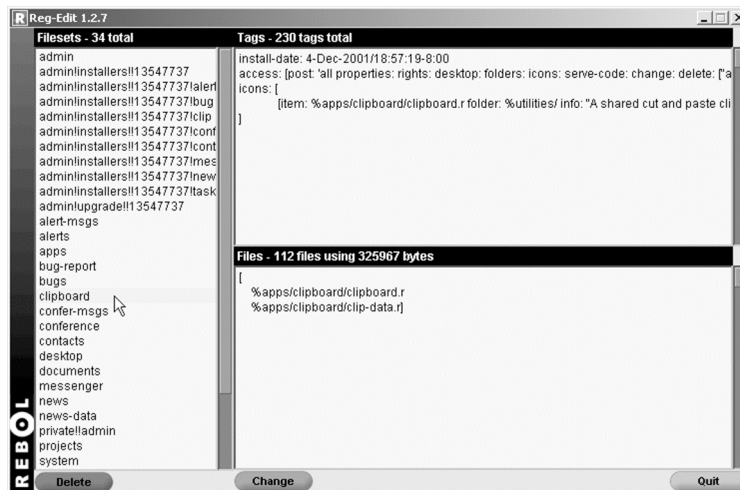 R Reg-Edit 1.2.7
Filesets - 34 total
admin
admin!installers!!13547737
admin!installers!!13547737!alert
admin!installers!!13547737!bug
admin!installers!!13547737!clip
admin!installers!!13547737!conf
admin!installers!!13547737!cont
admin!installers!!13547737!mes
admin!installers!!13547737!new
admin!installers!!13547737!task
admin!upgrade!!13547737
alert-msgs
alerts
apps
bug-report
bugs
clipboard
confer-msgs
conference
contacts
desktop
documents
messenger
news
news-data
private!!admin
projects
system
Tags - 230 tags total
install-date: 4-Dec-2001/18:57:19-8:00
access: [post: 'all properties: rights: desktop: folders: icons: serve-code: change: delete: ["a
icons: [
[item: %apps/clipboard/clipboard.r folder: %utilities/ info: "A shared cut and paste cli
]
Files - 112 files using 325967 bytes
[
%apps/clipboard/clipboard.r
%apps/clipboard/clip-data.r]
REBOL
Delete
Change
Quit